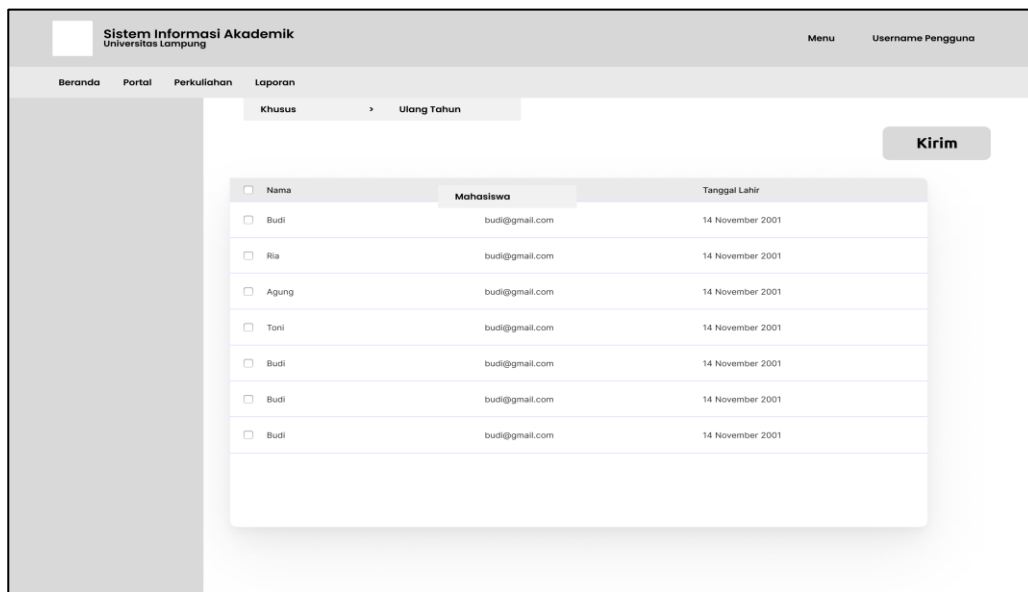 Sistem Informasi Akademik
Universitas Lampung
Menu Username Pengguna
Beranda Portal Perkuliahan Laporan
Khusus > Ulang Tahun
Kirim
Nama Mahasiswa Tanggal Lahir
Budi budi@gmail.com 14 November 2001
Ria budi@gmail.com 14 November 2001
Agung budi@gmail.com 14 November 2001
Toni budi@gmail.com 14 November 2001
Budi budi@gmail.com 14 November 2001
Budi budi@gmail.com 14 November 2001
Budi budi@gmail.com 14 November 2001